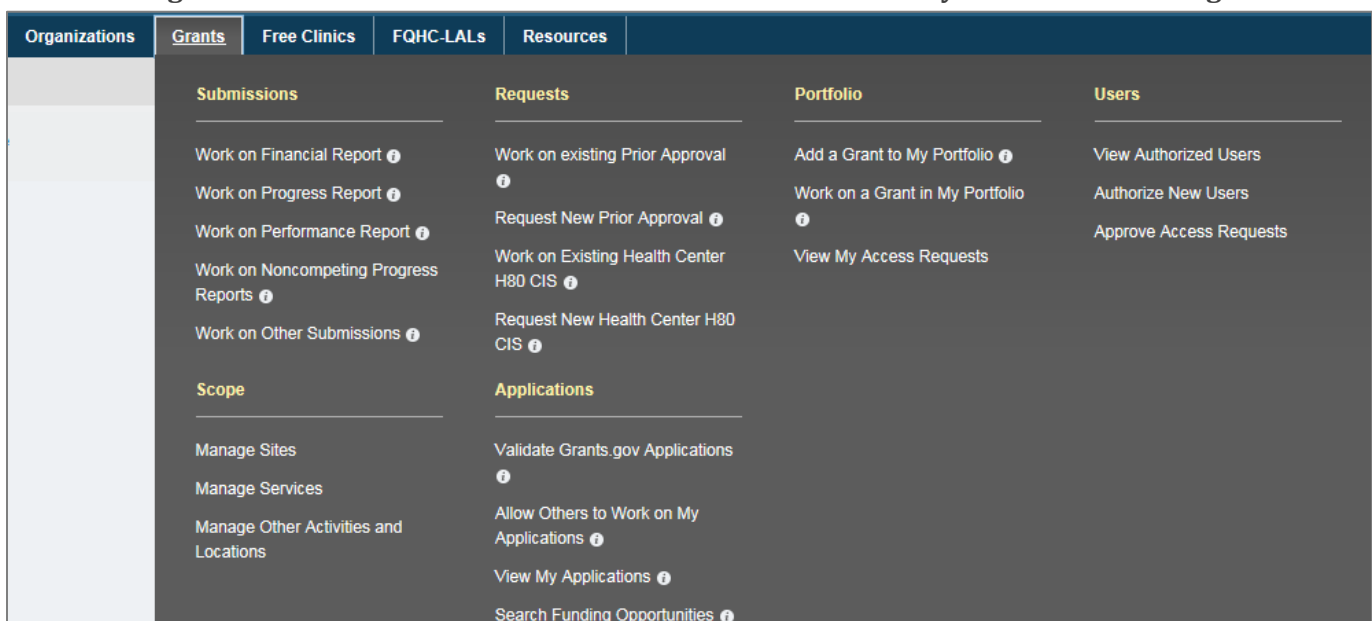 Organizations
Grants
Free Clinics
FQHC-LALs
Resources
Submissions
Work on Financial Report
Work on Progress Report
Work on Performance Report
Work on Noncompeting Progress
Reports
Work on Other Submissions
Requests
Work on existing Prior Approval
Request New Prior Approval
Work on Existing Health Center
H80 CIS
Request New Health Center H80
CIS
Portfolio
Add a Grant to My Portfolio
Work on a Grant in My Portfolio
View My Access Requests
Users
View Authorized Users
Authorize New Users
Approve Access Requests
Scope
Manage Sites
Manage Services
Manage Other Activities and
Locations
Applications
Validate Grants.gov Applications
Allow Others to Work on My
Applications
View My Applications
Search Funding Opportunities